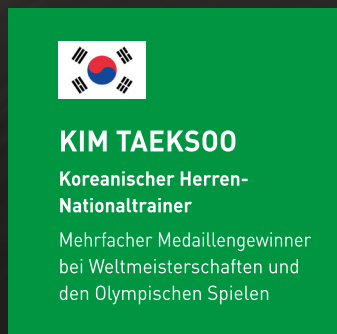 KIM TAEKSOO
Koreanischer Herren-
Nationaltrainer
Mehrfacher Medaillengewinner
bei Weltmeisterschaften und
den Olympischen Spielen